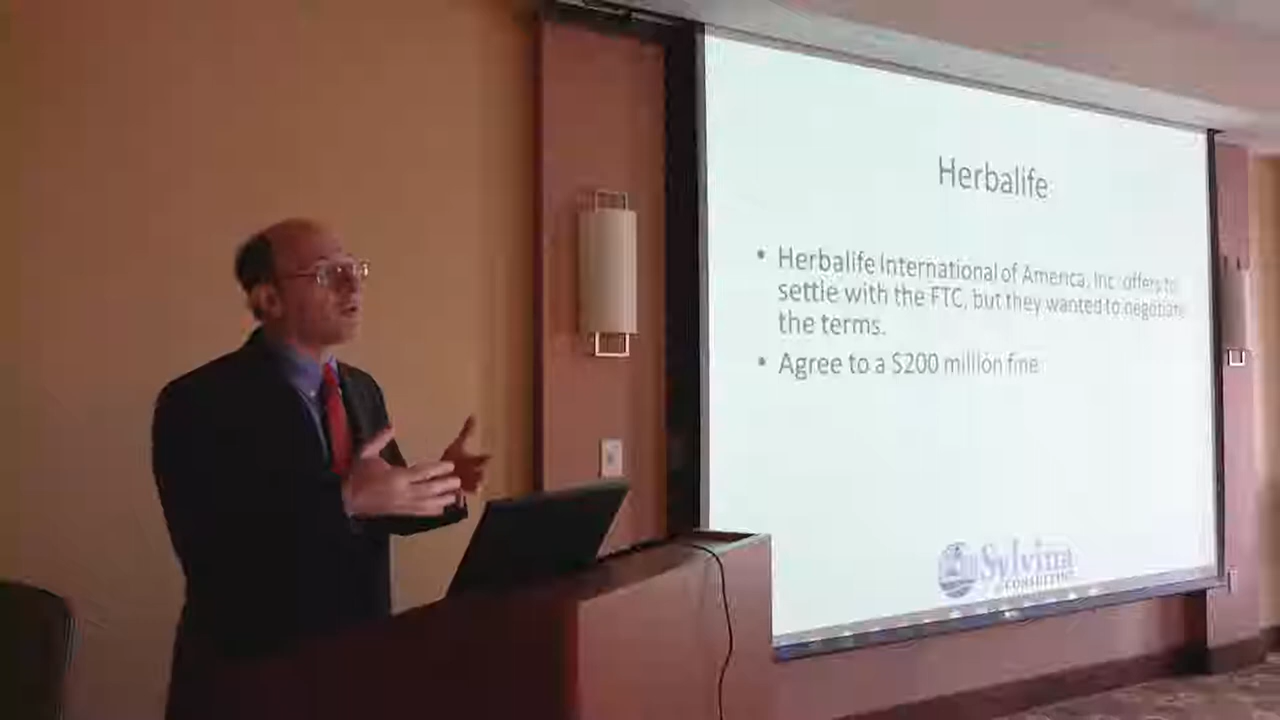 Herbalife
• Herbalife International of America, Inc. offers to
settle with the FTC, but they wanted to negotiate
the terms.
• Agree to a $200 million fine
Sylvina
CONSULTING